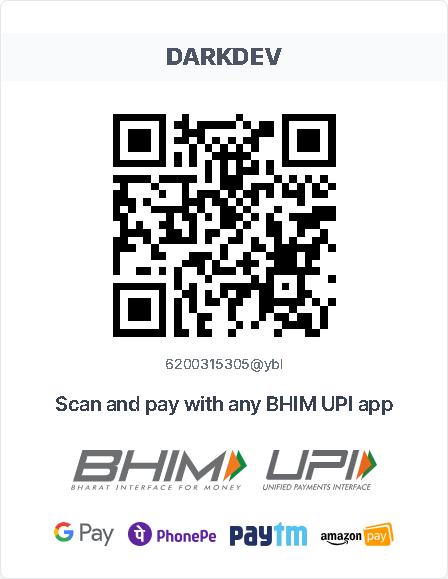 DARKDEV
6200315305@ybl
Scan and pay with any BHIM UPI app
BHIM UPI
BHARAT INTERFACE FOR MONEY UNIFIED PAYMENTS INTERFACE
G Pay PhonePe Paytm amazon pay